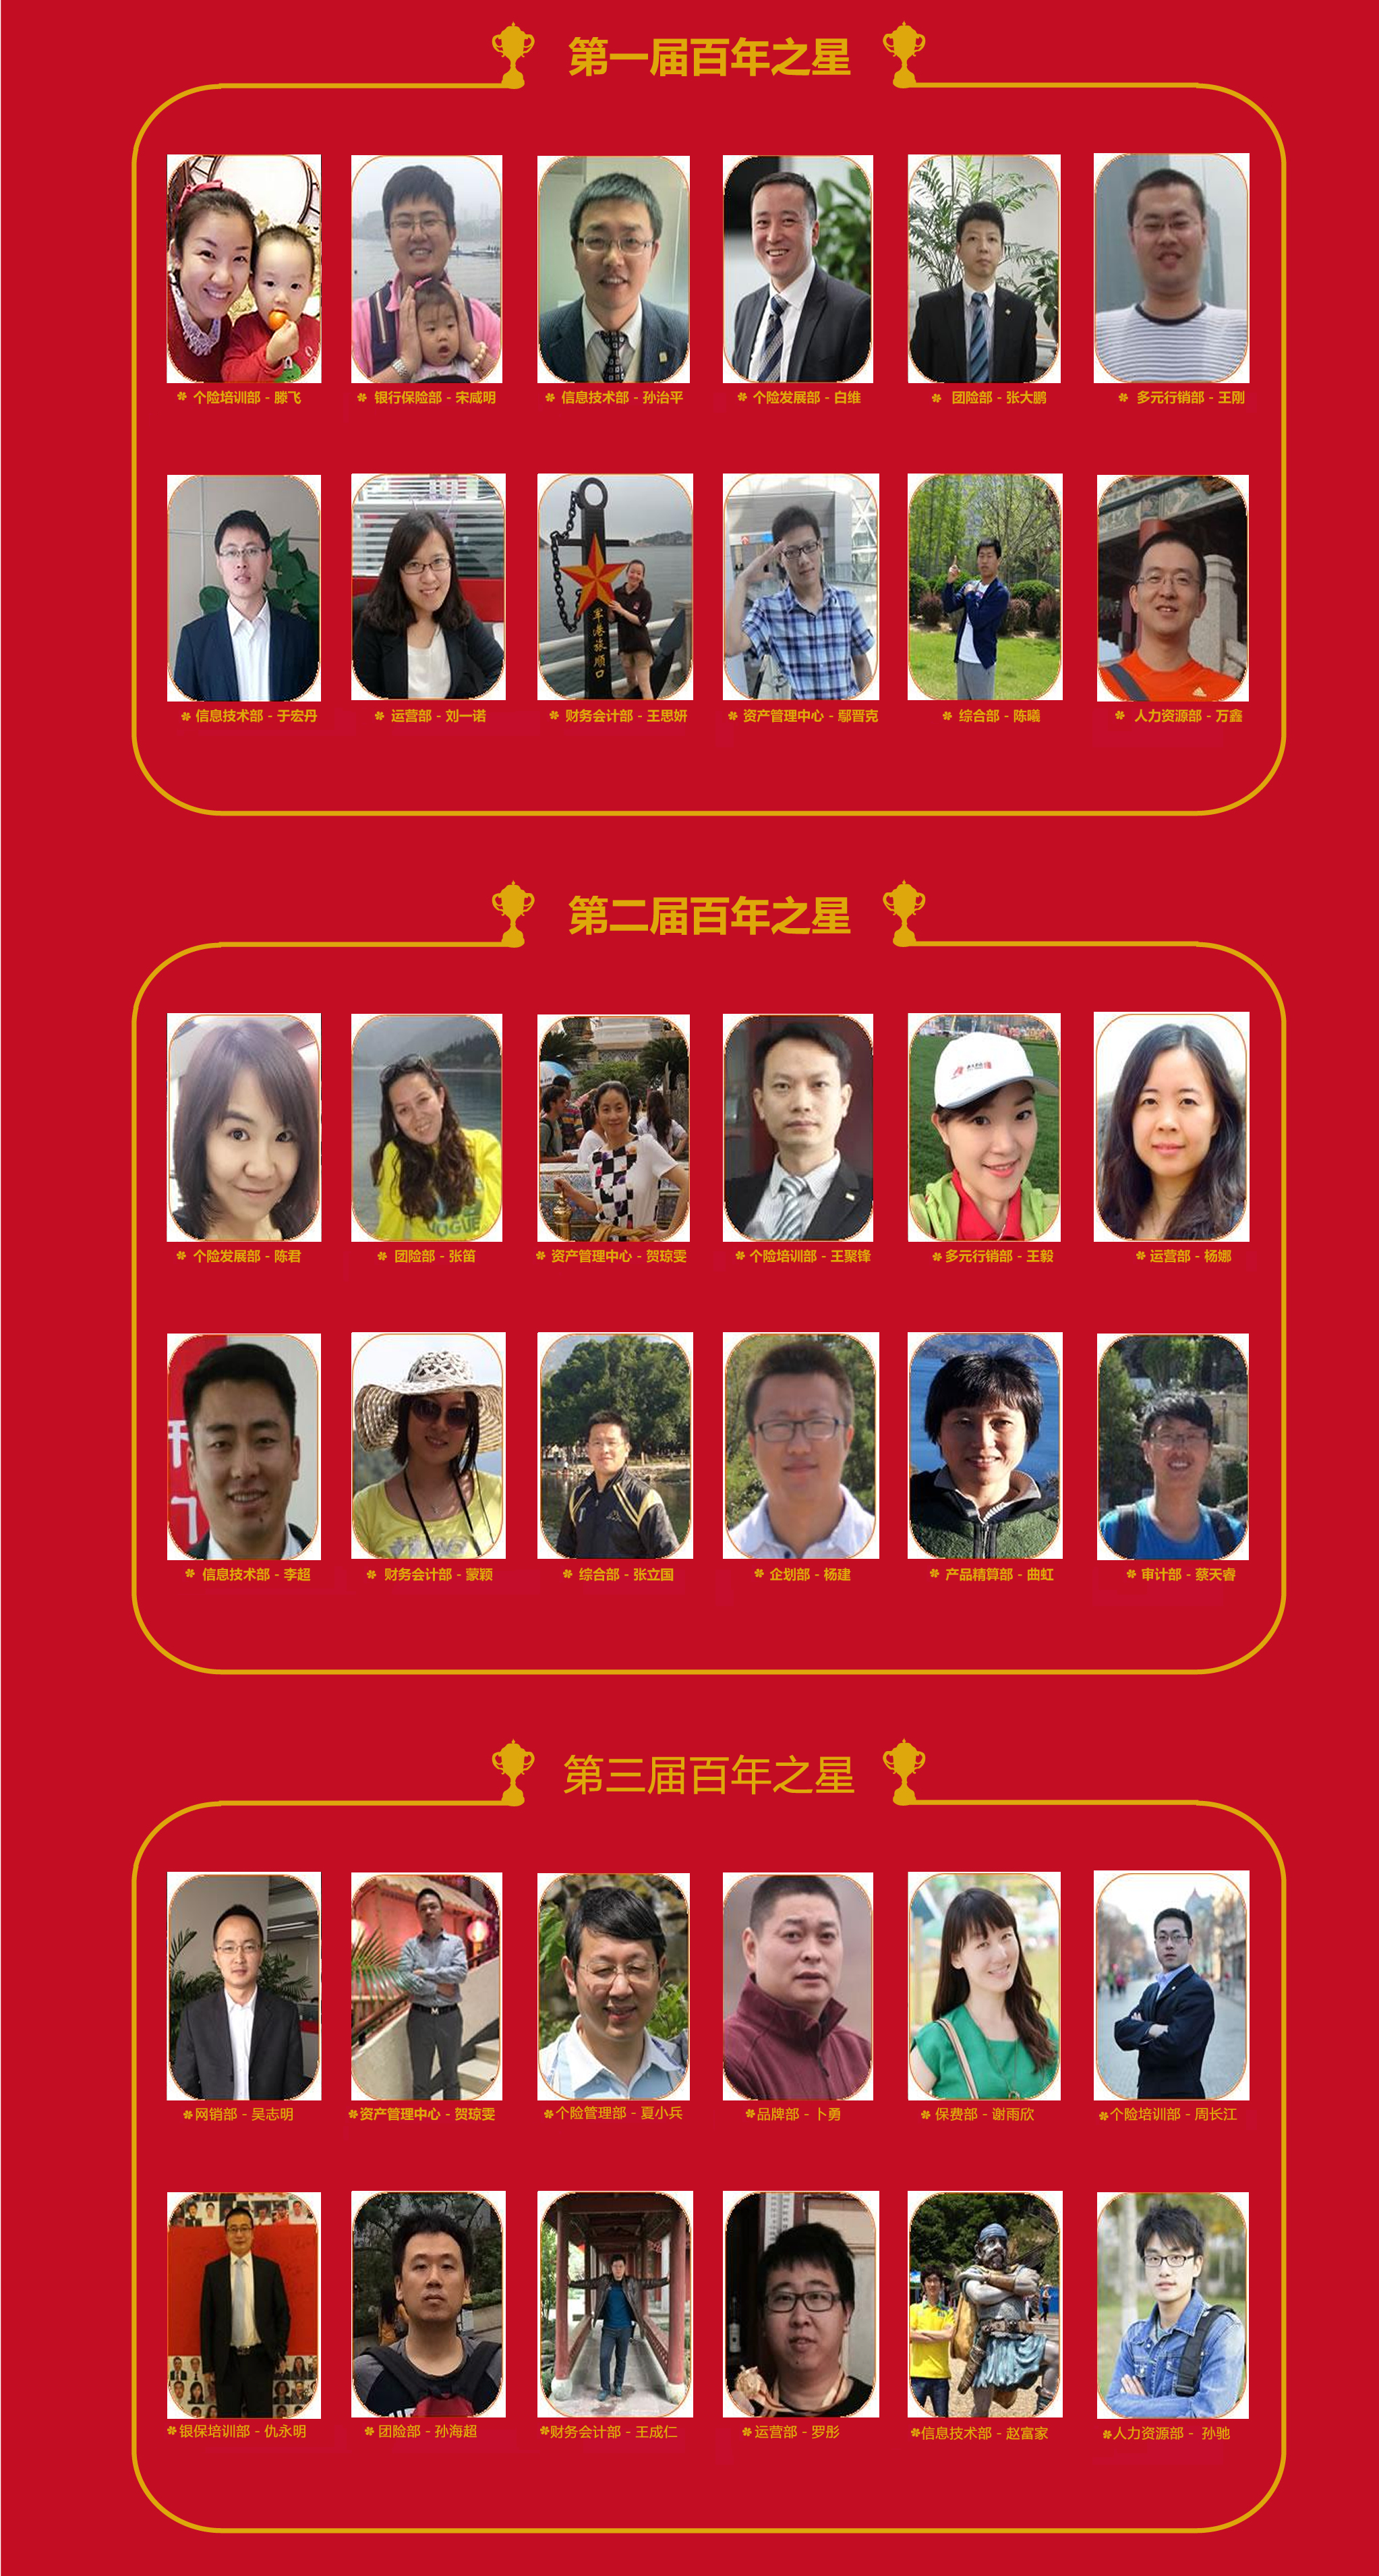 第一届百年之星
个险培训部 - 滕飞
银行保险部 - 宋咸明
信息技术部 - 孙治平
个险发展部 - 白维
团险部 - 张大鹏
多元行销部 - 王刚
军港旅顺口
信息技术部 - 于宏丹
运营部 - 刘一诺
财务会计部 - 王思妍
资产管理中心 - 鄢晋克
综合部 - 陈曦
人力资源部 - 万鑫
第二届百年之星
VOGUE
个险发展部 - 陈君
团险部 - 张笛
资产管理中心 - 贺琼雯
个险培训部 - 王聚锋
多元行销部 - 王毅
运营部 - 杨娜
信息技术部 - 李超
财务会计部 - 蒙颖
综合部 - 张立国
企划部 - 杨建
产品精算部 - 曲虹
审计部 - 蔡天睿
第三届百年之星
网销部 - 吴志明
资产管理中心 - 贺琼雯
个险管理部 - 夏小兵
品牌部 - 卜勇
保费部 - 谢雨欣
个险培训部 - 周长江
银保培训部 - 仇永明
团险部 - 孙海超
财务会计部 - 王成仁
运营部 - 罗彤
信息技术部 - 赵富家
人力资源部 - 孙驰